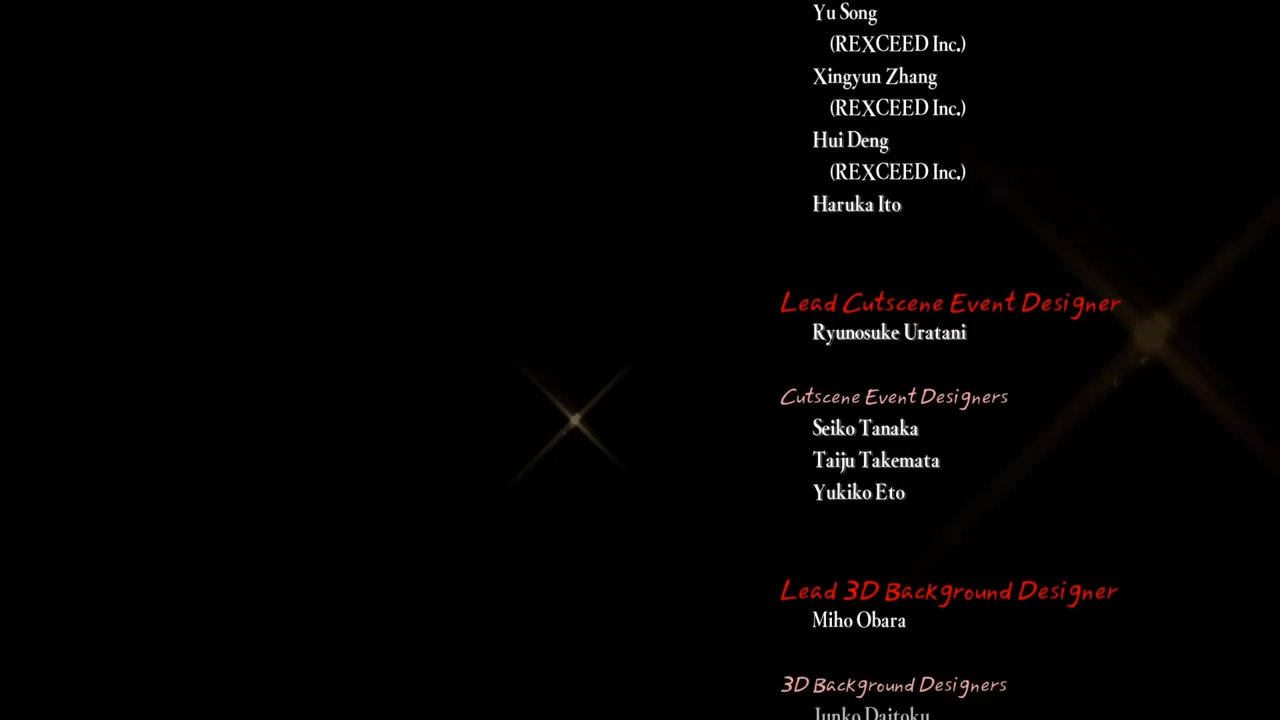 Yu Song
(REXCEED Inc.)
Xingyun Zhang
(REXCEED Inc.)
Hui Deng
(REXCEED Inc.)
Haruka Ito
Lead Cutscene Event Designer
Ryunosuke Uratani
Cutscene Event Designers
Seiko Tanaka
Taiju Takemata
Yukiko Eto
Lead 3D Background Designer
Miho Obara
3D Background Designers
Junko Daitoku